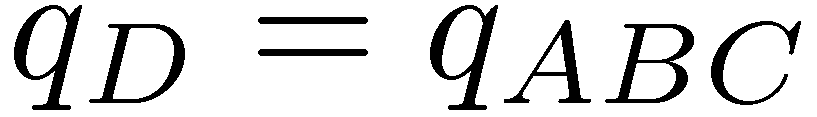 q_D = q_{ABC}